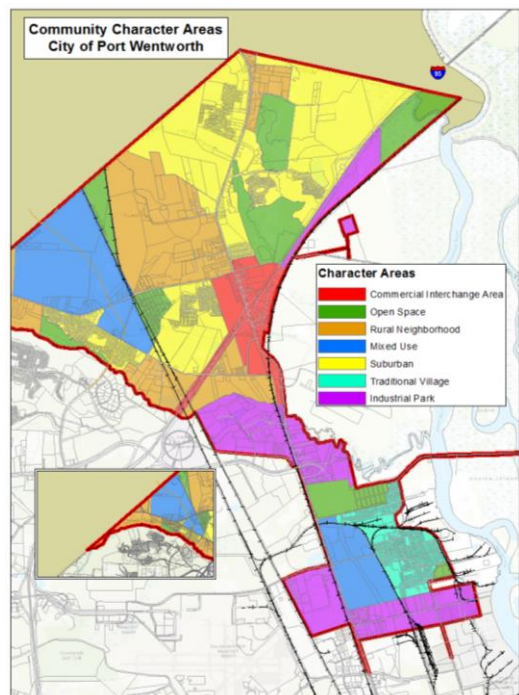 Community Character Areas
City of Port Wentworth
95
Character Areas
Commercial Interchange Area
Open Space
Rural Neighborhood
Mixed Use
Suburban
Traditional Village
Industrial Park